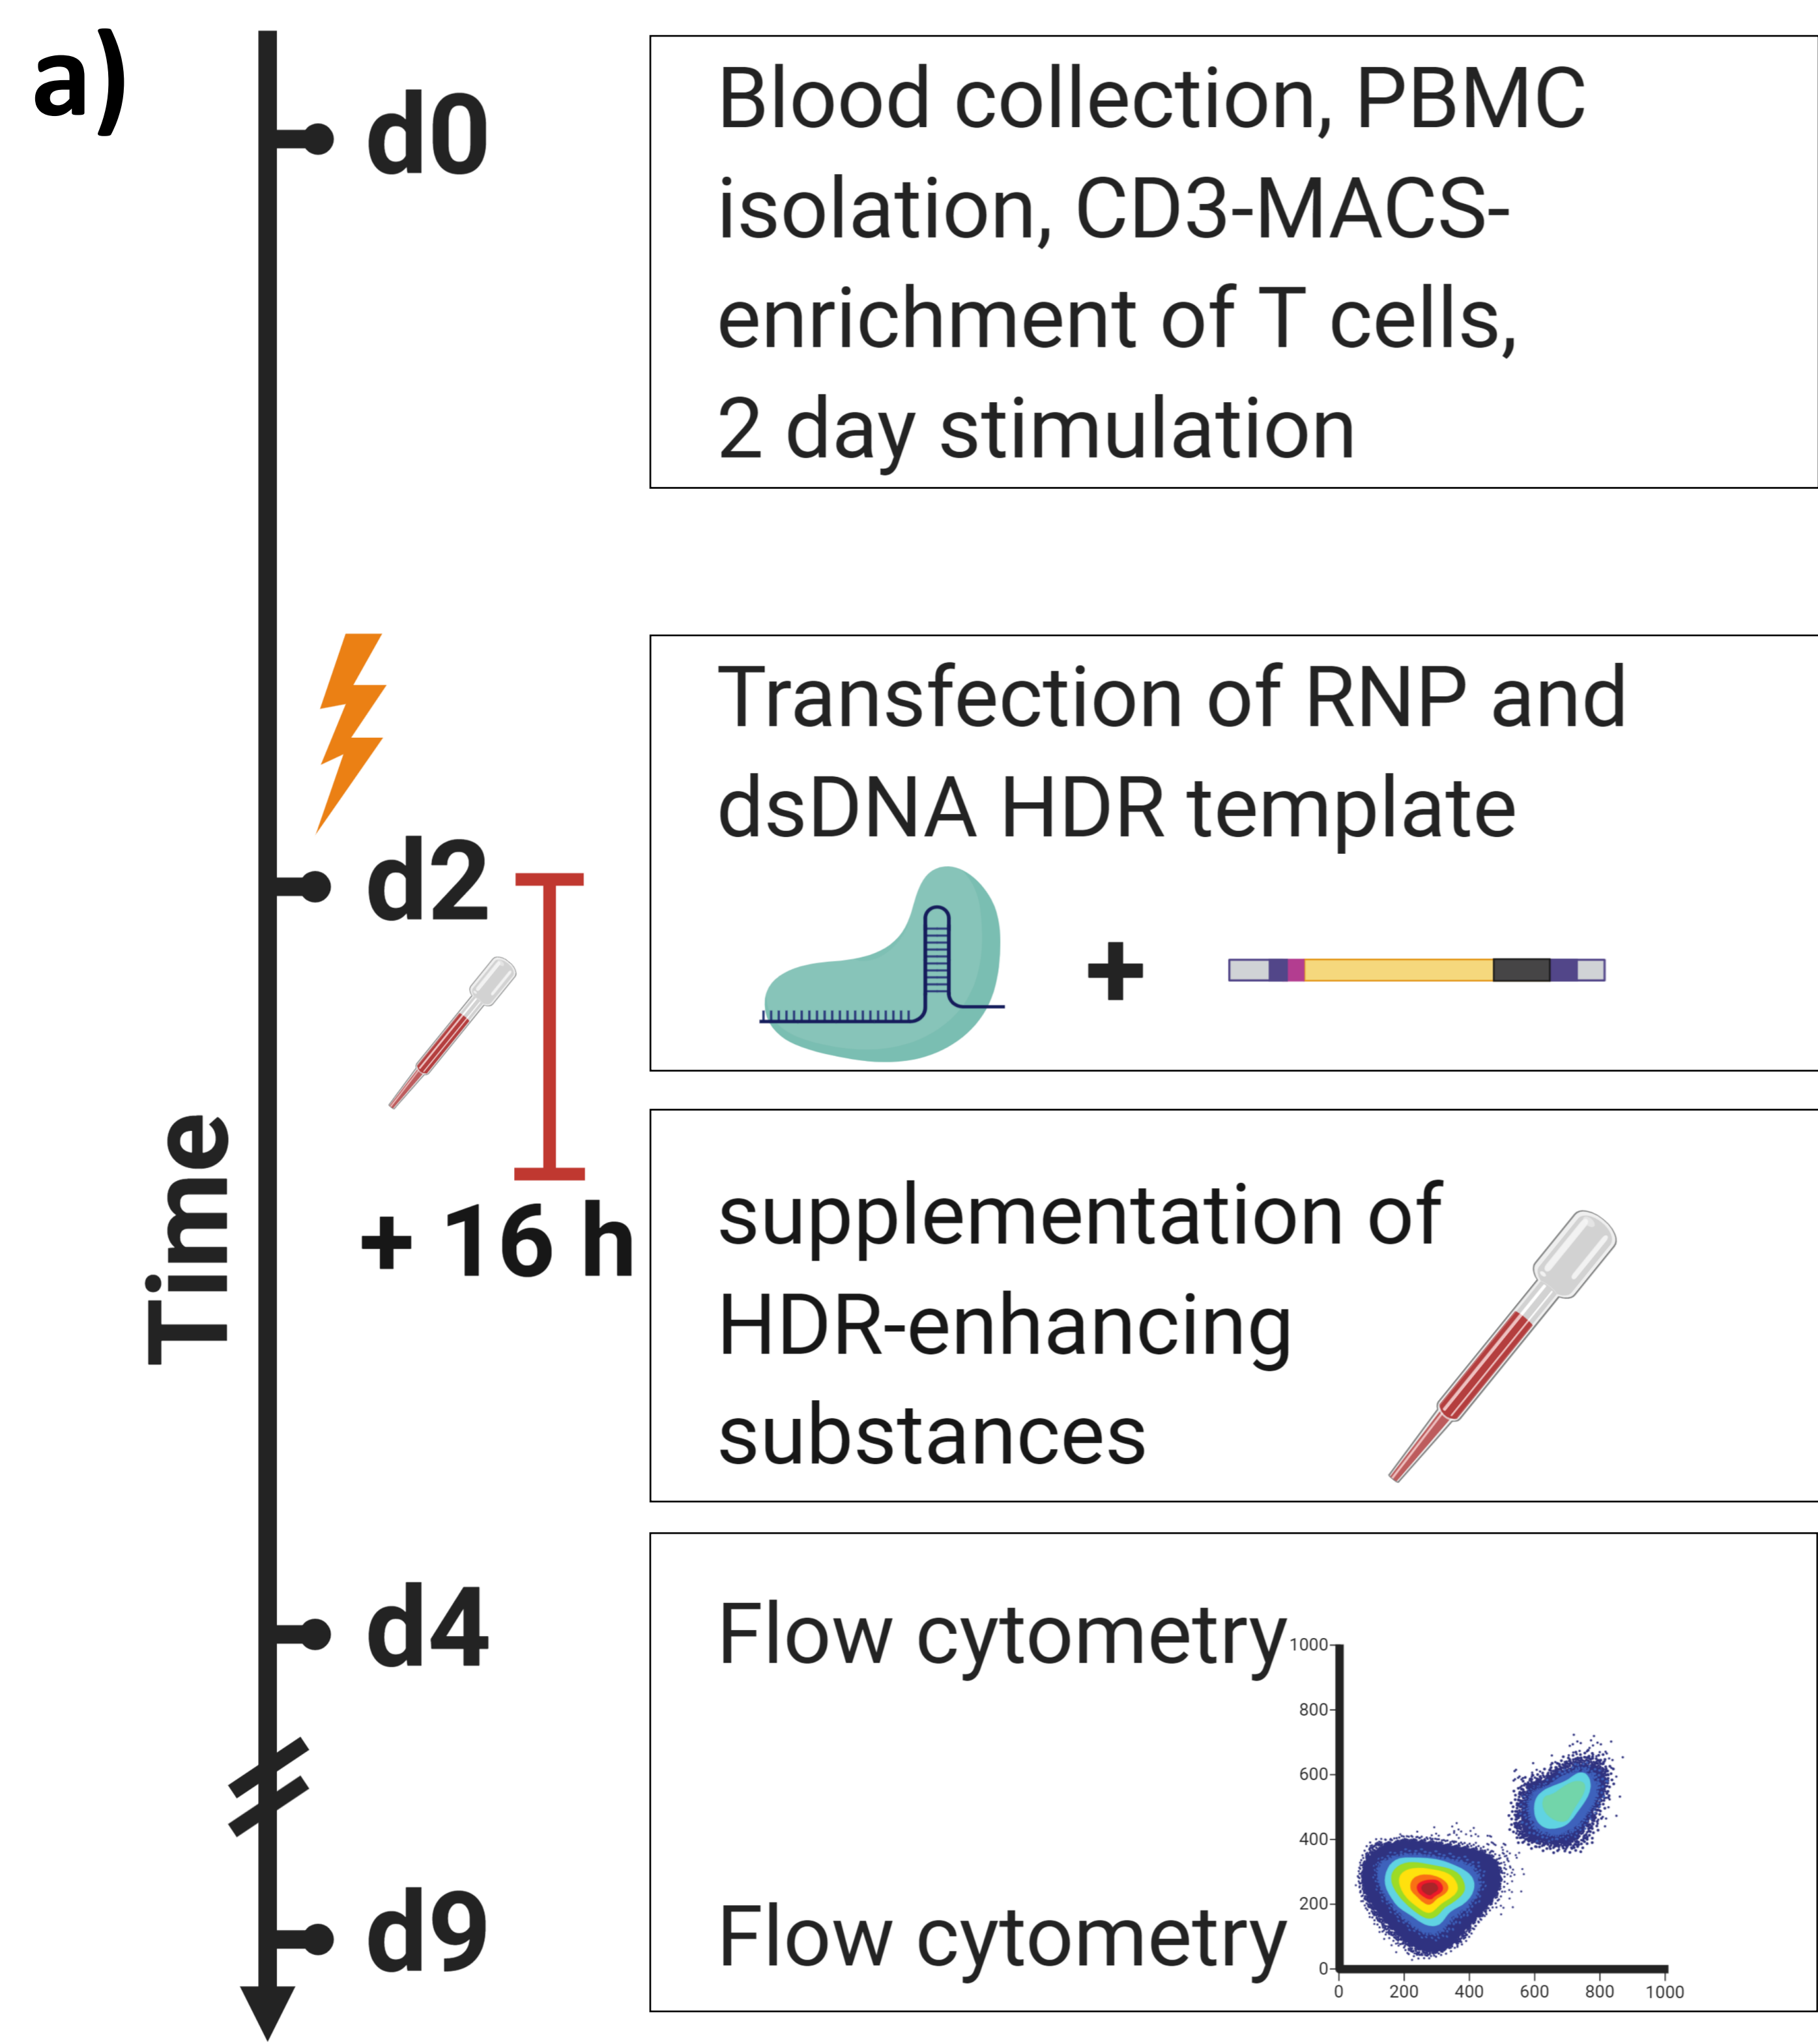 a)
d0
Blood collection, PBMC
isolation, CD3-MACS-
enrichment of T cells,
2 day stimulation
Transfection of RNP and
dsDNA HDR template
d2
+
Time
+ 16 h
supplementation of
HDR-enhancing
substances
d4
Flow cytometry
1000
800
600
400
200
0
0 200 400 600 800 1000
d9
Flow cytometry